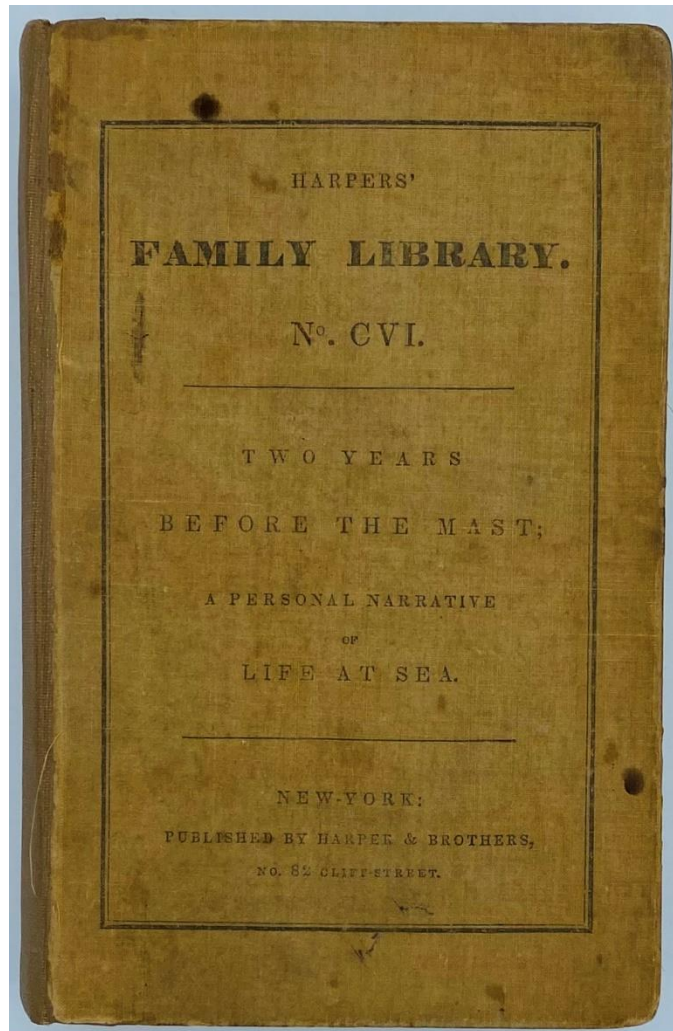 HARPERS'
FAMILY LIBRARY.
Nº. CVI.
TWO YEARS
BEFORE THE MAST;
A PERSONAL NARRATIVE
OF
LIFE AT SEA.
NEW-YORK:
PUBLISHED BY HARPER & BROTHERS,
NO. 82 CLIFF-STREET.